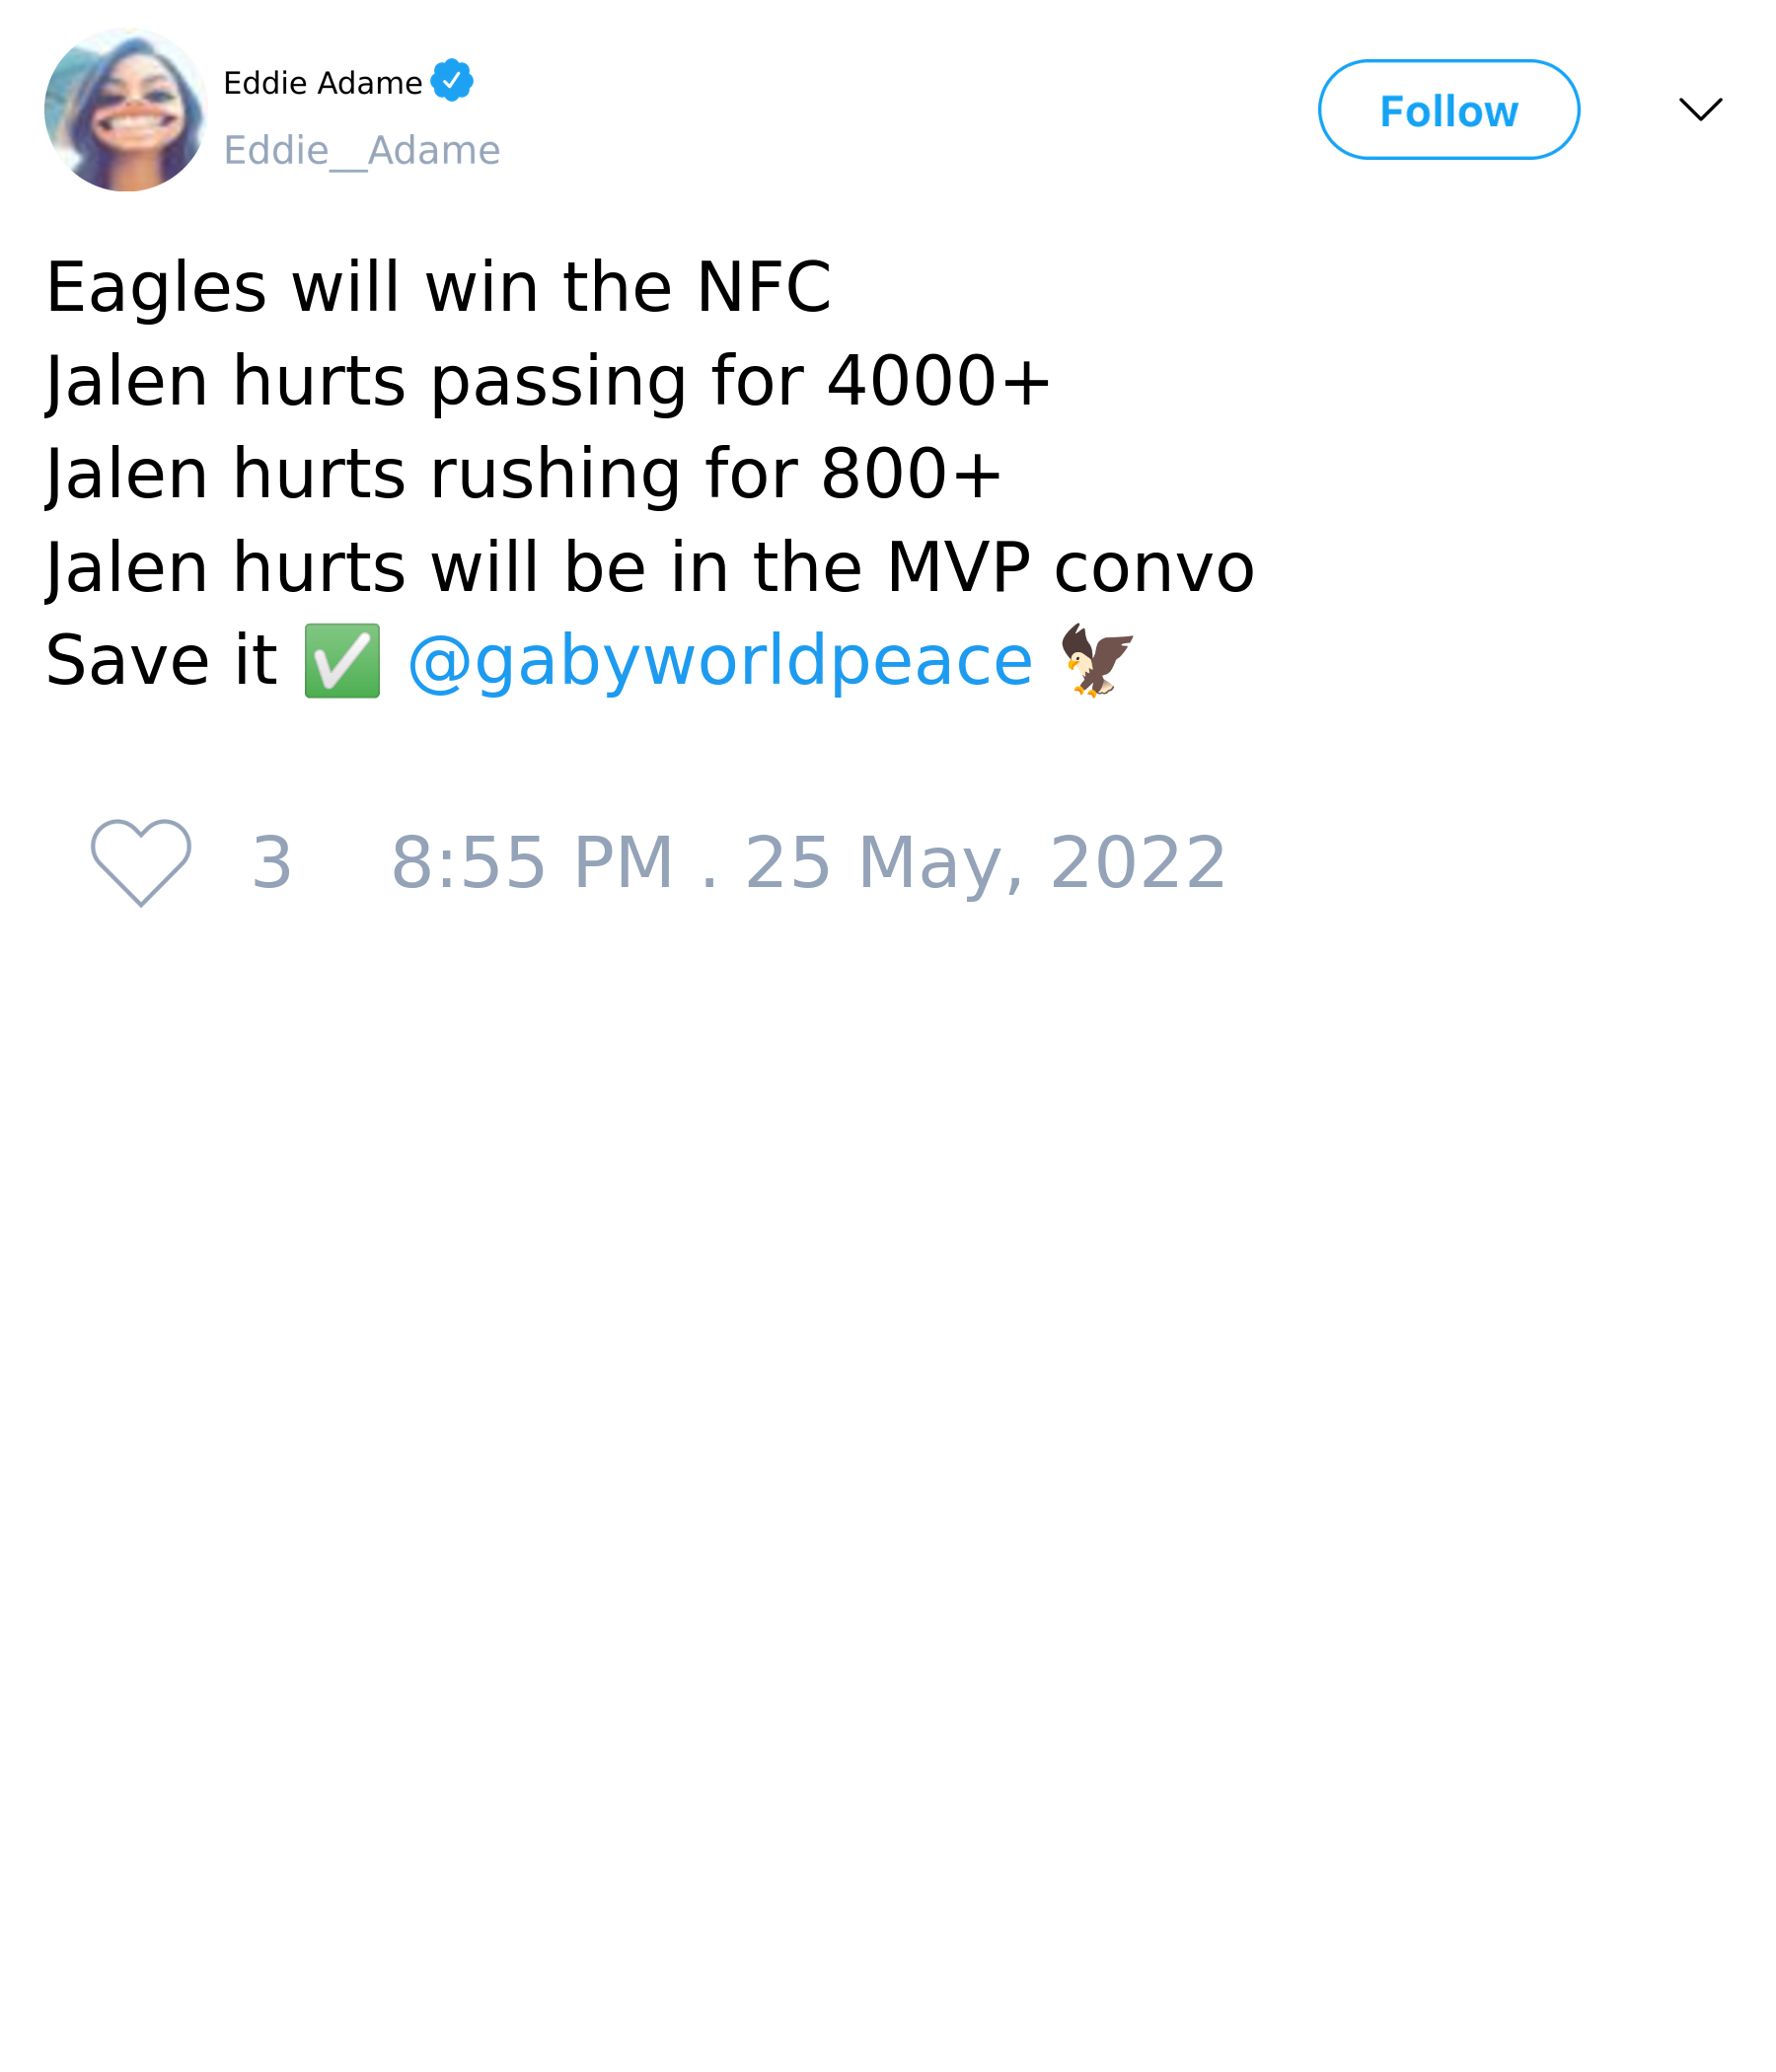 Eddie Adame
Eddie__Adame
Follow
Eagles will win the NFC
Jalen hurts passing for 4000+
Jalen hurts rushing for 800+
Jalen hurts will be in the MVP convo
Save it ✅ @gabyworldpeace 🦅
3 8:55 PM . 25 May, 2022